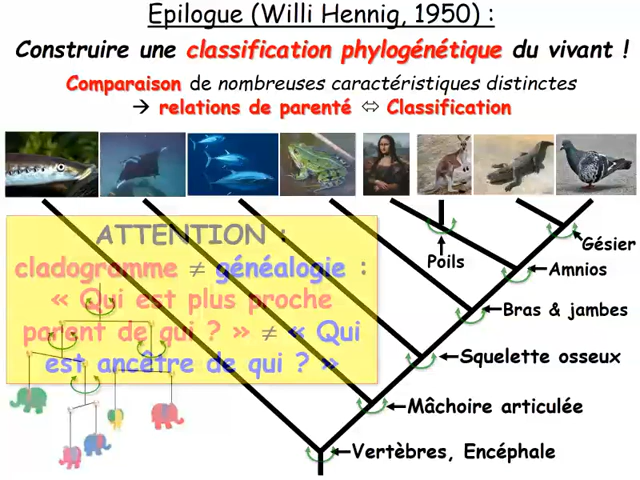 Epilogue (Willi Hennig, 1950) :
Construire une classification phylogénétique du vivant !
Comparaison de nombreuses caractéristiques distinctes
→ relations de parenté ⇔ Classification
ATTENTION :
cladogramme ≠ généalogie :
« Qui est plus proche
parent de qui ? » ≠ « Qui
est ancêtre de qui ? »
Gésier
Poils
Amnios
Bras & jambes
Squelette osseux
Mâchoire articulée
Vertèbres, Encéphale